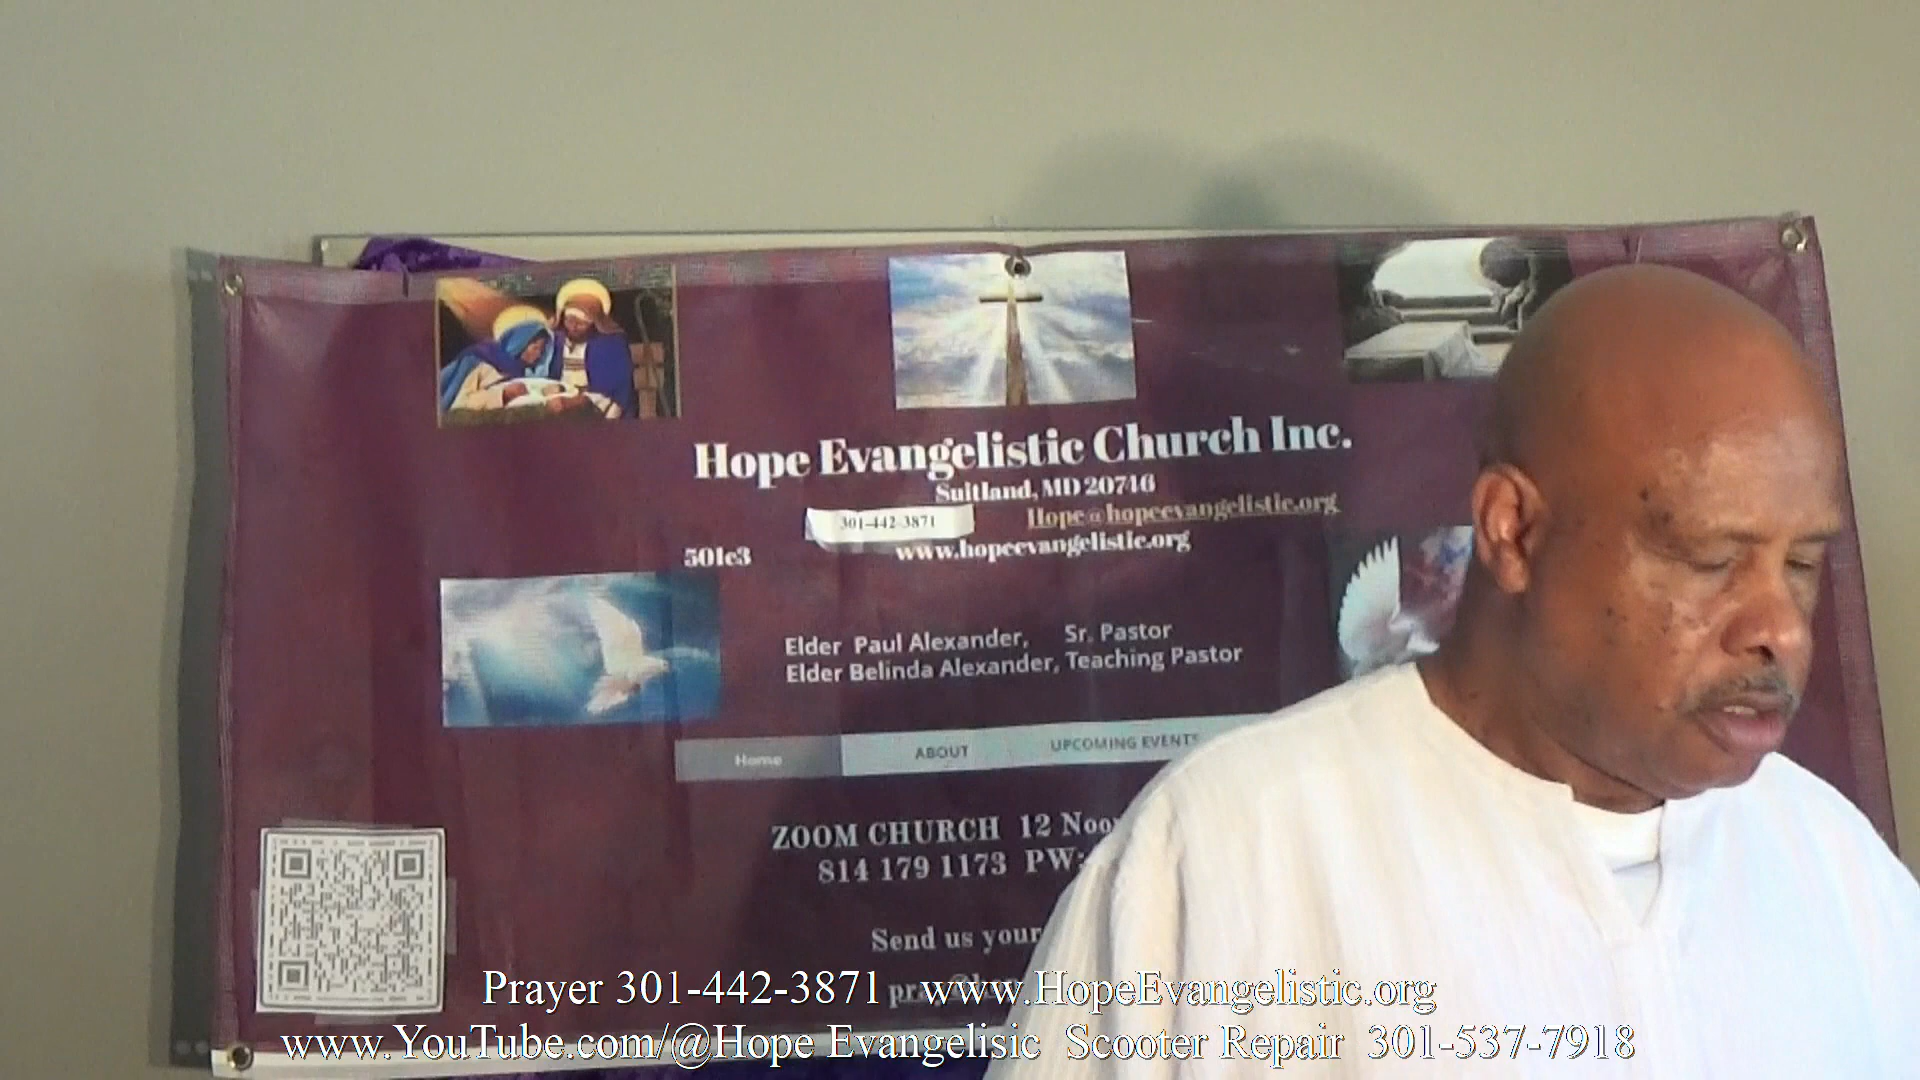 Hope Evangelistic Church Inc.
Suitland, MD 20746
301-442-3871 Hope@hopeevangelistic.org
501c3 www.hopeevangelistic.org
Elder Paul Alexander, Sr. Pastor
Elder Belinda Alexander, Teaching Pastor
Home ABOUT UPCOMING EVENTS
ZOOM CHURCH 12
814 179 1173 PW:
Send us your
Prayer 301-442-3871 www.HopeEvangelistic.org
www.YouTube.com/@Hope Evangelisic Scooter Repair 301-537-7918